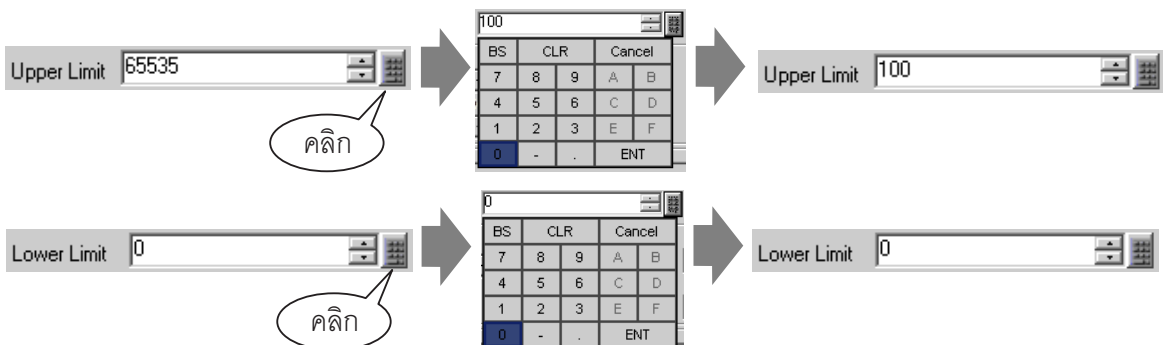 100
Upper Limit 65535
BS CLR Cancel
7 8 9 A B
4 5 6 C D
1 2 3 E F
0 - . ENT
Upper Limit 100
คลิก
0
Lower Limit 0
BS CLR Cancel
7 8 9 A B
4 5 6 C D
1 2 3 E F
0 - . ENT
Lower Limit 0
คลิก